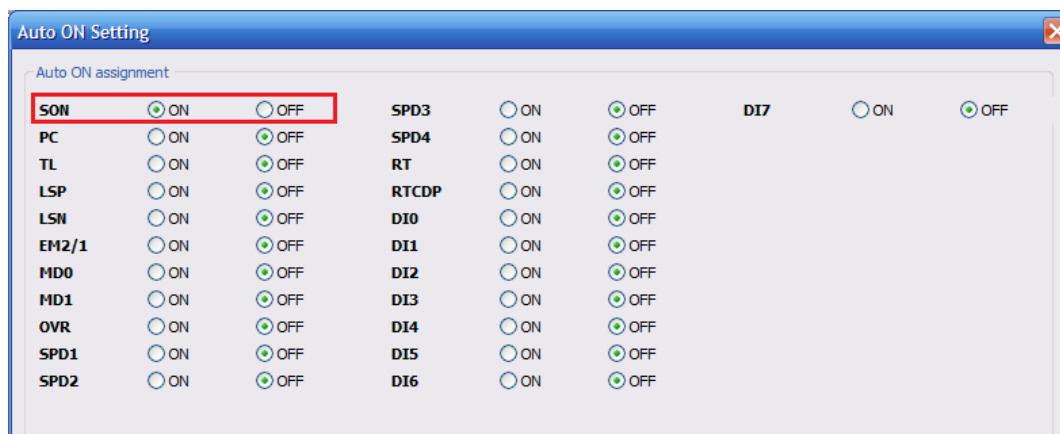 Auto ON Setting
Auto ON assignment
SON ON OFF SPD3 ON OFF DI7 ON OFF
PC ON OFF SPD4 ON OFF
TL ON OFF RT ON OFF
LSP ON OFF RTCDP ON OFF
LSN ON OFF DI0 ON OFF
EM2/1 ON OFF DI1 ON OFF
MD0 ON OFF DI2 ON OFF
MD1 ON OFF DI3 ON OFF
OVR ON OFF DI4 ON OFF
SPD1 ON OFF DI5 ON OFF
SPD2 ON OFF DI6 ON OFF